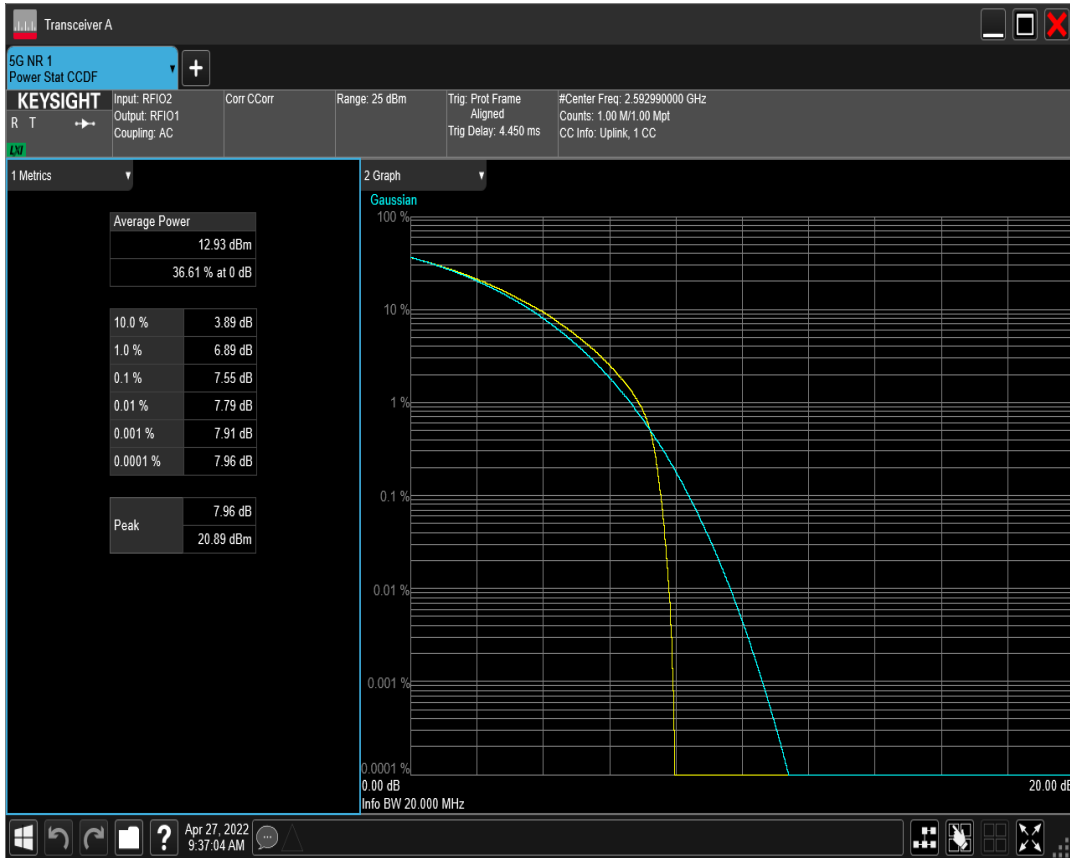 Transceiver A
5G NR 1
Power Stat CCDF
+
KEYSIGHT
R T
LXI
Input: RFIO2
Output: RFIO1
Coupling: AC
Corr CCorr
Range: 25 dBm
Trig: Prot Frame
Aligned
Trig Delay: 4.450 ms
#Center Freq: 2.592990000 GHz
Counts: 1.00 M/1.00 Mpt
CC Info: Uplink, 1 CC
1 Metrics
Average Power
12.93 dBm
36.61 % at 0 dB
10.0 % 3.89 dB
1.0 % 6.89 dB
0.1 % 7.55 dB
0.01 % 7.79 dB
0.001 % 7.91 dB
0.0001 % 7.96 dB
Peak
7.96 dB
20.89 dBm
2 Graph
Gaussian
100 %
10 %
1 %
0.1 %
0.01 %
0.001 %
0.0001 %
0.00 dB 20.00 dB
Info BW 20.000 MHz
?
Apr 27, 2022
9:37:04 AM